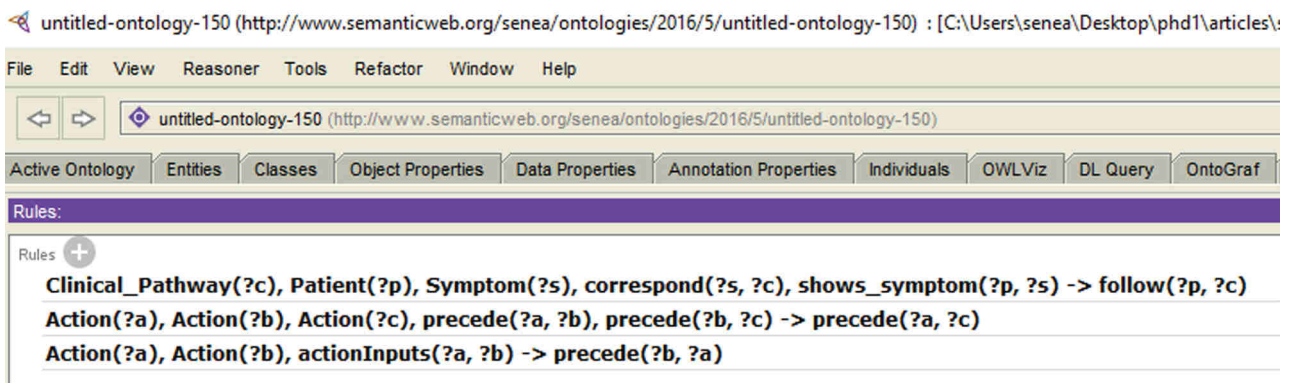 untitled-ontology-150 (http://www.semanticweb.org/senea/ontologies/2016/5/untitled-ontology-150) : [C:\Users\senea\Desktop\phd1\articles\
File Edit View Reasoner Tools Refactor Window Help
untitled-ontology-150 (http://www.semanticweb.org/senea/ontologies/2016/5/untitled-ontology-150)
Active Ontology Entities Classes Object Properties Data Properties Annotation Properties Individuals OWLViz DL Query OntoGraf
Rules:
Rules
Clinical_Pathway(?c), Patient(?p), Symptom(?s), correspond(?s, ?c), shows_symptom(?p, ?s) -> follow(?p, ?c)
Action(?a), Action(?b), Action(?c), precede(?a, ?b), precede(?b, ?c) -> precede(?a, ?c)
Action(?a), Action(?b), actionInputs(?a, ?b) -> precede(?b, ?a)